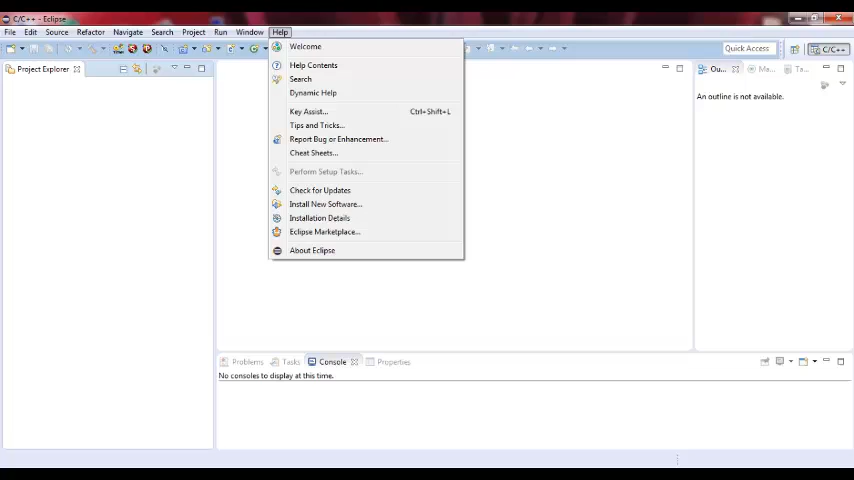 C/C++ - Eclipse
File Edit Source Refactor Navigate Search Project Run Window Help
Quick Access
C/C++
Project Explorer
Welcome
Help Contents
Search
Dynamic Help
Key Assist... Ctrl+Shift+L
Tips and Tricks...
Report Bug or Enhancement...
Cheat Sheets...
Perform Setup Tasks...
Check for Updates
Install New Software...
Installation Details
Eclipse Marketplace...
About Eclipse
Ou... Ma... Ta...
An outline is not available.
Problems Tasks Console Properties
No consoles to display at this time.